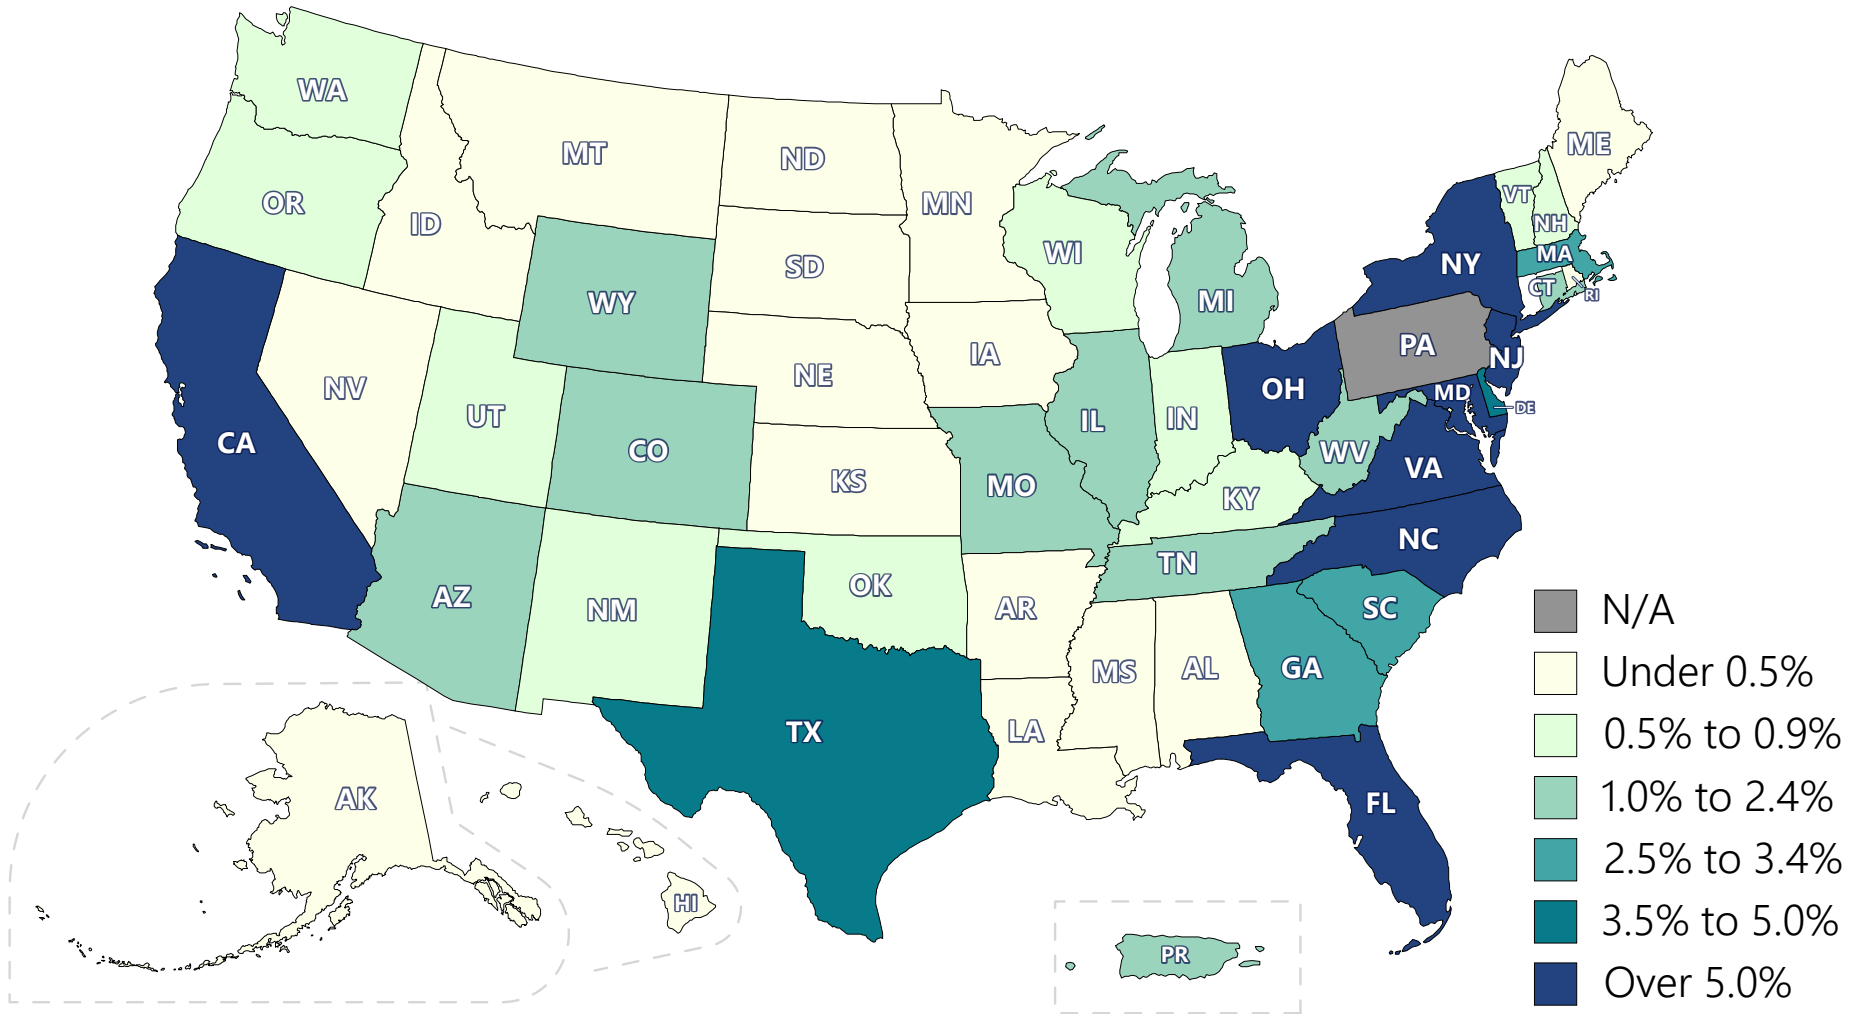 WA
MT
ND
MN
ME
OR
ID
SD
WI
MI
VT
NH
NY
MA
CT
RI
WY
IA
PA
NJ
NV
UT
NE
IL
IN
OH
MD
DE
CA
CO
KS
MO
KY
WV
VA
AZ
NM
OK
AR
TN
NC
SC
TX
LA
MS
AL
GA
FL
AK
HI
PR
N/A
Under 0.5%
0.5% to 0.9%
1.0% to 2.4%
2.5% to 3.4%
3.5% to 5.0%
Over 5.0%